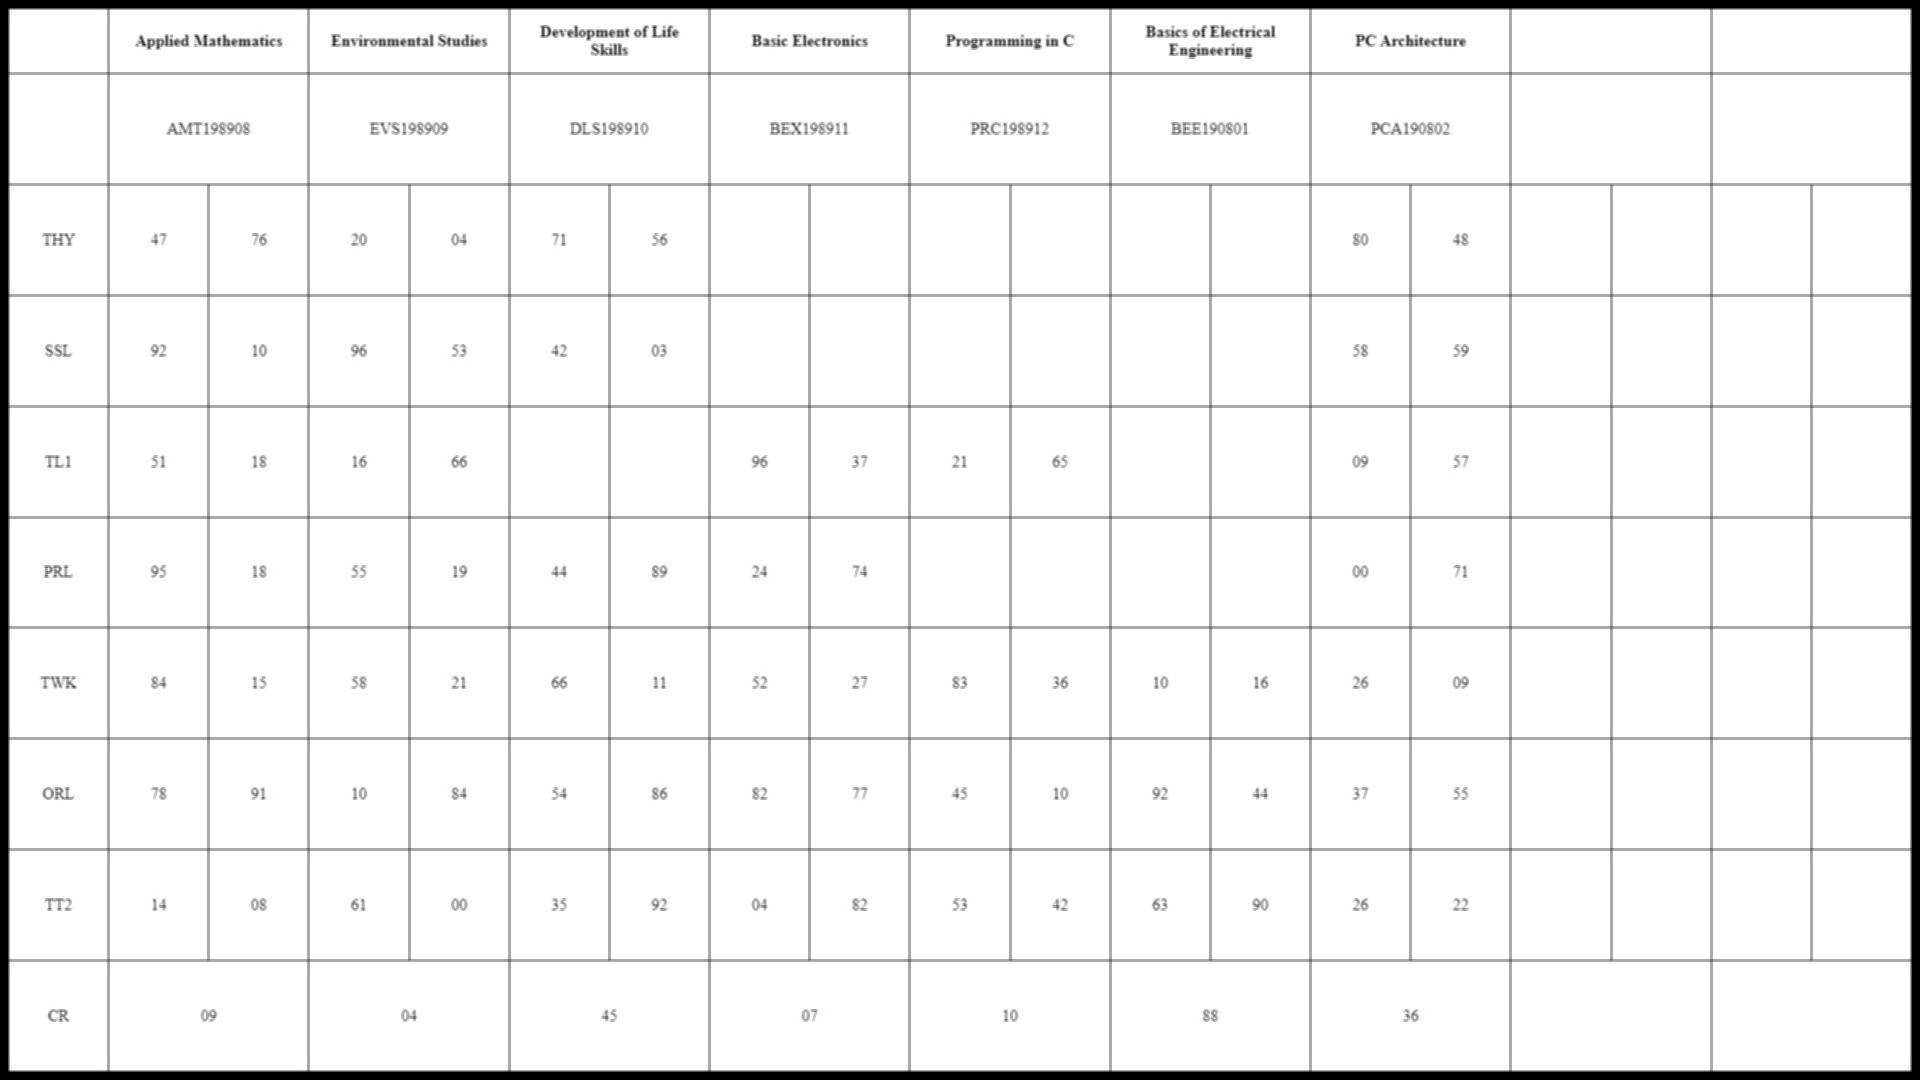 Applied Mathematics Environmental Studies Development of Life Skills Basic Electronics Programming in C Basics of Electrical Engineering PC Architecture
AMT198908 EVS198909 DLS198910 BEX198911 PRC198912 BEE190801 PCA190802
THY 47 76 20 04 71 56 80 48
SSL 92 10 96 53 42 03 58 59
TL1 51 18 16 66 96 37 21 65 09 57
PRL 95 18 55 19 44 89 24 74 00 71
TWK 84 15 58 21 66 11 52 27 83 36 10 16 26 09
ORL 78 91 10 84 54 86 82 77 45 10 92 44 37 55
TT2 14 08 61 00 35 92 04 82 53 42 63 90 26 22
CR 09 04 45 07 10 88 36